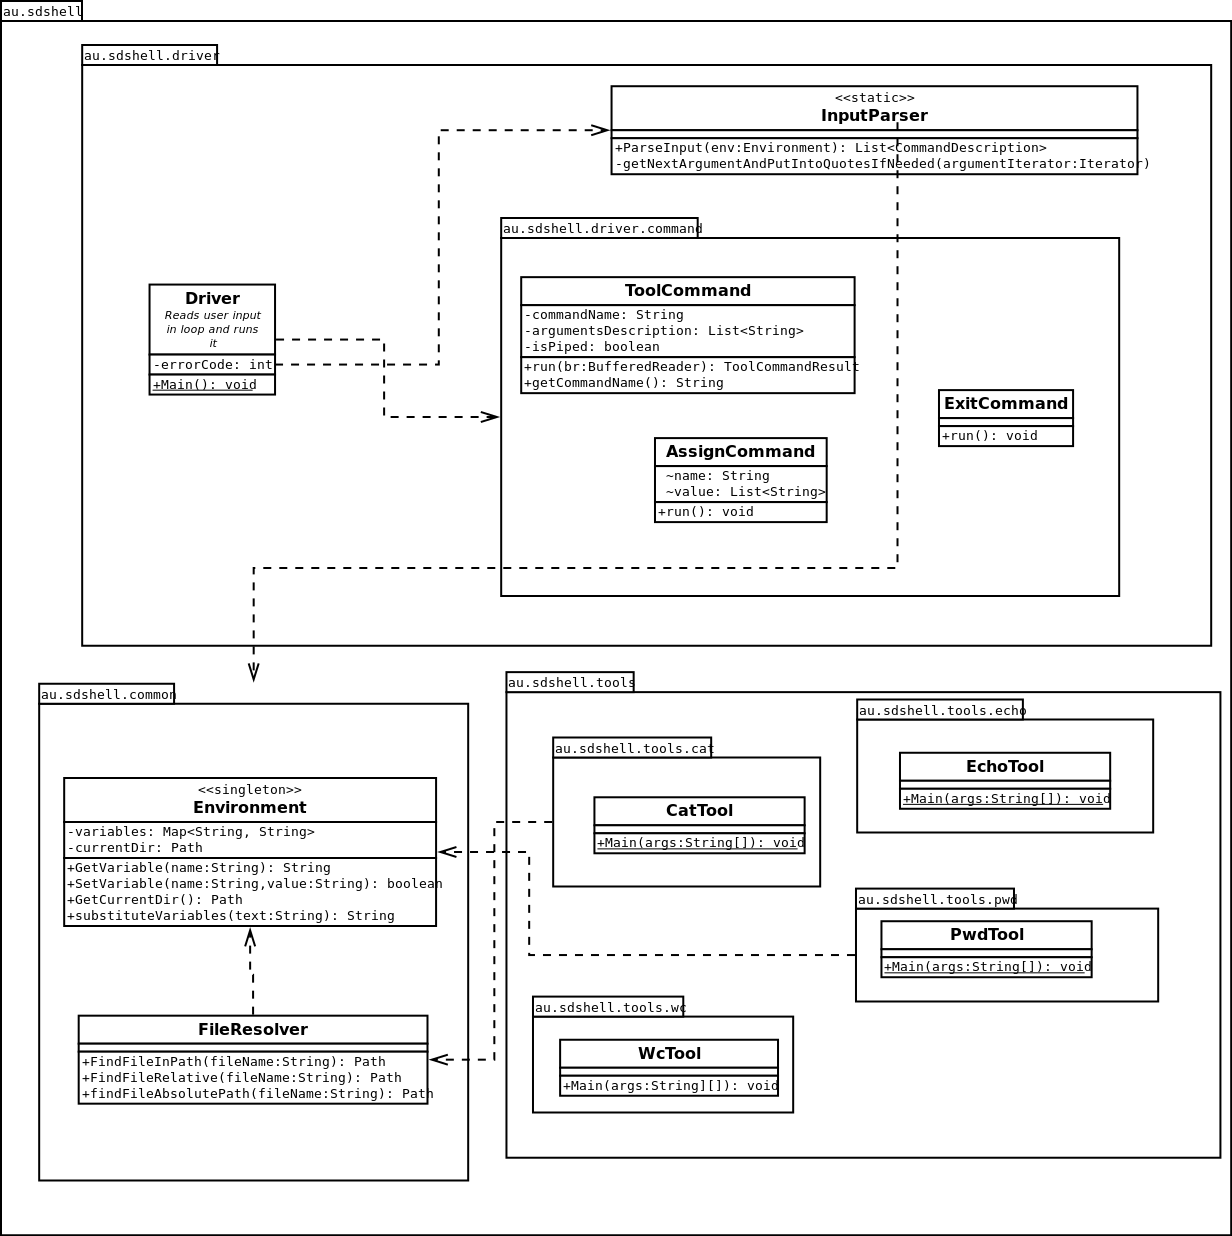 au.sdshell
au.sdshell.driver
<<static>>
InputParser
+ParseInput(env:Environment): List<CommandDescription>
-getNextArgumentAndPutIntoQuotesIfNeeded(argumentIterator:Iterator)
au.sdshell.driver.command
Driver
Reads user input
in loop and runs
it
-errorCode: int
+Main(): void
ToolCommand
-commandName: String
-argumentsDescription: List<String>
-isPiped: boolean
+run(br:BufferedReader): ToolCommandResult
+getCommandName(): String
ExitCommand
+run(): void
AssignCommand
~name: String
~value: List<String>
+run(): void
au.sdshell.common
<<singleton>>
Environment
-variables: Map<String, String>
-currentDir: Path
+GetVariable(name:String): String
+SetVariable(name:String,value:String): boolean
+GetCurrentDir(): Path
+substituteVariables(text:String): String
FileResolver
+FindFileInPath(fileName:String): Path
+FindFileRelative(fileName:String): Path
+findFileAbsolutePath(fileName:String): Path
au.sdshell.tools
au.sdshell.tools.cat
CatTool
+Main(args:String[]): void
au.sdshell.tools.echo
EchoTool
+Main(args:String[]): void
au.sdshell.tools.pwd
PwdTool
+Main(args:String[]): void
au.sdshell.tools.wc
WcTool
+Main(args:String][]): void